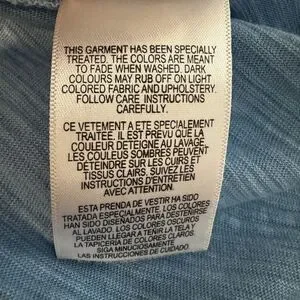 THIS GARMENT HAS BEEN SPECIALLY
TREATED. THE COLORS ARE MEANT
TO FADE WHEN WASHED. DARK
COLOURS MAY RUB OFF ON LIGHT
COLORED FABRIC AND UPHOLSTERY.
FOLLOW CARE INSTRUCTIONS
CAREFULLY.
CE VETEMENT A ETE SPECIALEMENT
TRAITEE. IL EST PREVU QUE LA
COULEUR DETEIGNE AU LAVAGE.
LES COULEUR SOMBRES PEUVENT
DETEINDRE SUR LES CUIRS ET
TISSUS CLAIRS, SUIVEZ LES
INSTRUCTIONS D'ENTRETIEN
AVEC ATTENTION.
ESTA PRENDA DE VESTIR HA SIDO
TRATADA ESPECIALMENTE. LOS COLORES
HAN SIDO DISEÑADOS PARA DESTENIRSE
AL LAVADO. LOS COLORES OSCUROS
PUEDEN LLEGAR A TENIR LA TELA Y
LA TAPICERIA DE COLORES CLAROS.
SIGA MINUCIOSAMENTE
LAS INSTRUCCIONES DE CUIDADO